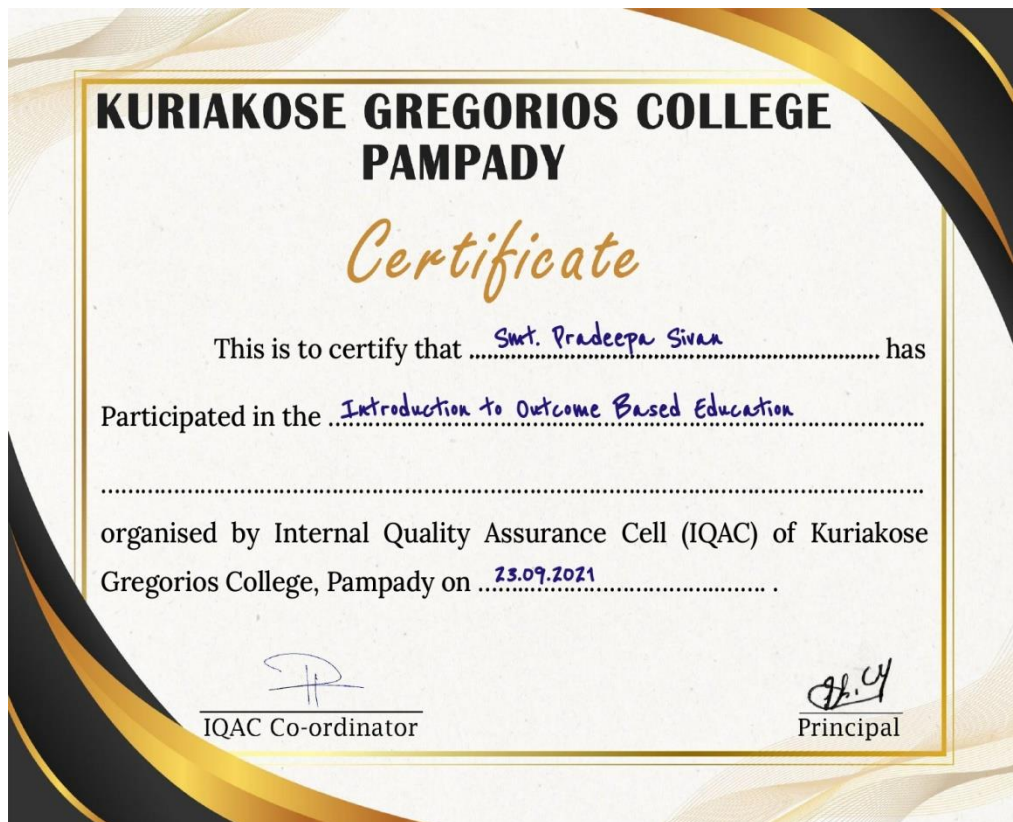 KURIAKOSE GREGORIOS COLLEGE
PAMPADY
Certificate
This is to certify that Smt. Pradeepa Sivan has
Participated in the Introduction to Outcome Based Education
organised by Internal Quality Assurance Cell (IQAC) of Kuriakose
Gregorios College, Pampady on 23.09.2021 .
IQAC Co-ordinator
Principal